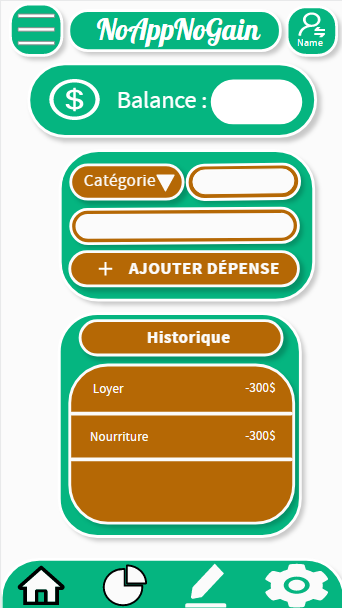 NoAppNoGain
Name
$ Balance :
Catégorie
+ AJOUTER DÉPENSE
Historique
Loyer -300$
Nourriture -300$